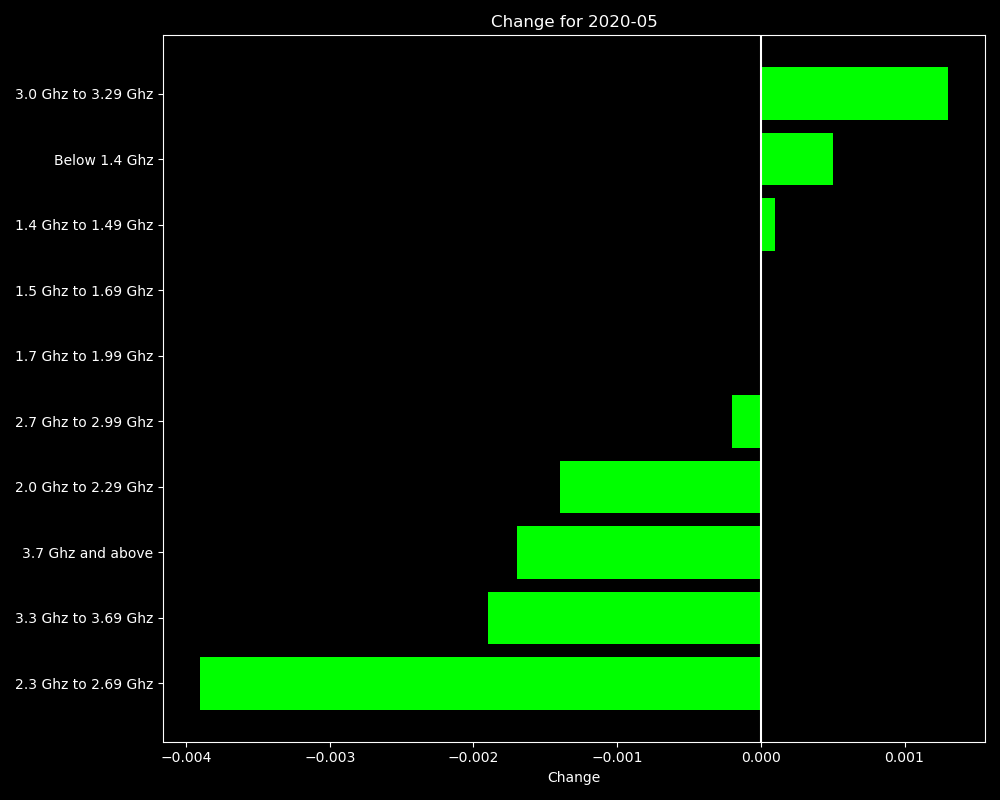 Change for 2020-05
3.0 Ghz to 3.29 Ghz
Below 1.4 Ghz
1.4 Ghz to 1.49 Ghz
1.5 Ghz to 1.69 Ghz
1.7 Ghz to 1.99 Ghz
2.7 Ghz to 2.99 Ghz
2.0 Ghz to 2.29 Ghz
3.7 Ghz and above
3.3 Ghz to 3.69 Ghz
2.3 Ghz to 2.69 Ghz
−0.004 −0.003 −0.002 −0.001 0.000 0.001
Change